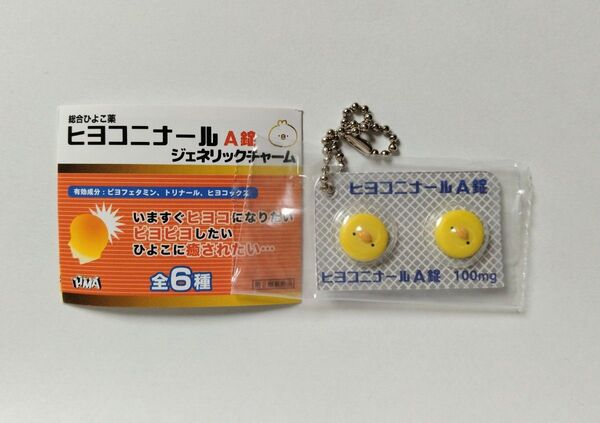 総合ひよこ薬
ヒヨコニナール A錠
ジェネリックチャーム
有効成分：ピヨフェタミン、トリナール、ヒヨコックス
いますぐヒヨコになりたい
ピヨピヨしたい
ひよこに癒されたい…
HMA
全6種
ヒヨコニナールA錠
ヒヨコニナールA錠 100mg